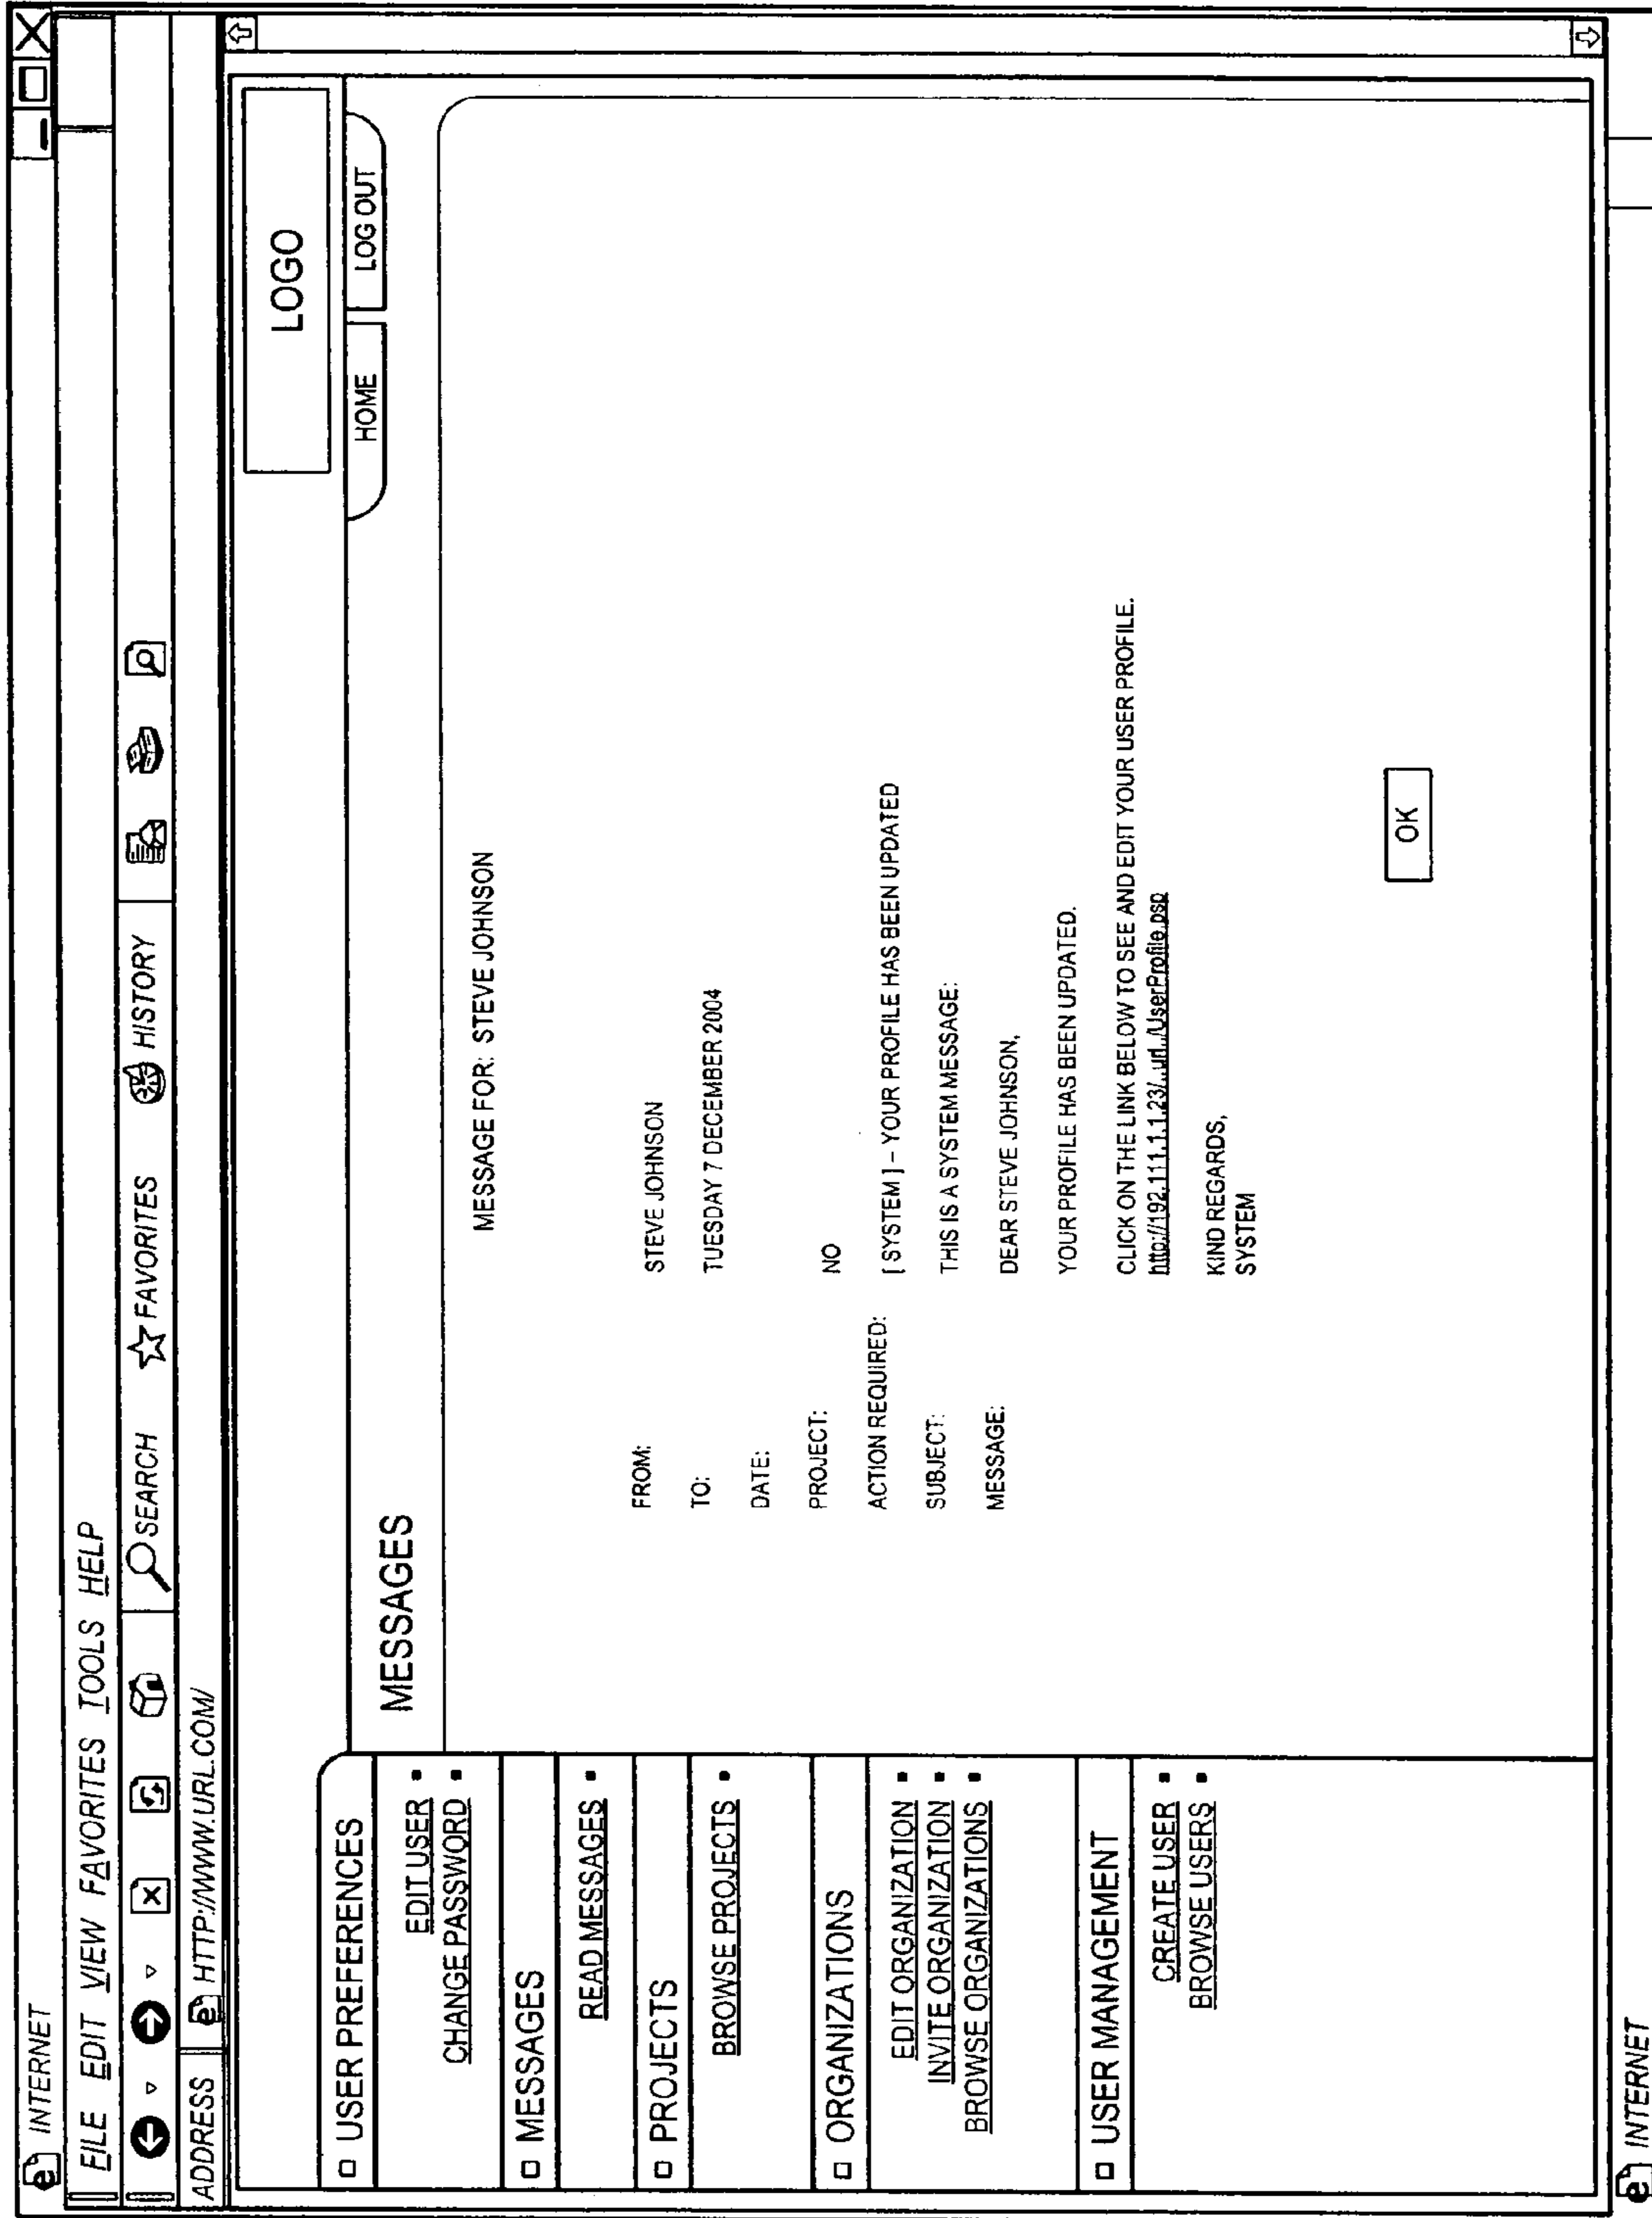 INTERNET
FILE EDIT VIEW FAVORITES TOOLS HELP
SEARCH FAVORITES HISTORY
ADDRESS HTTP://WWW.URL.COM/
LOGO
HOME LOG OUT
USER PREFERENCES
EDIT USER
CHANGE PASSWORD
MESSAGES
READ MESSAGES
PROJECTS
BROWSE PROJECTS
ORGANIZATIONS
EDIT ORGANIZATION
INVITE ORGANIZATION
BROWSE ORGANIZATIONS
USER MANAGEMENT
CREATE USER
BROWSE USERS
MESSAGES
MESSAGE FOR: STEVE JOHNSON
FROM:
STEVE JOHNSON
TO:
TUESDAY 7 DECEMBER 2004
DATE:
PROJECT:
NO
ACTION REQUIRED:
[ SYSTEM ] – YOUR PROFILE HAS BEEN UPDATED
SUBJECT:
THIS IS A SYSTEM MESSAGE:
MESSAGE:
DEAR STEVE JOHNSON,
YOUR PROFILE HAS BEEN UPDATED.
CLICK ON THE LINK BELOW TO SEE AND EDIT YOUR USER PROFILE.
KIND REGARDS,
SYSTEM
OK
INTERNET